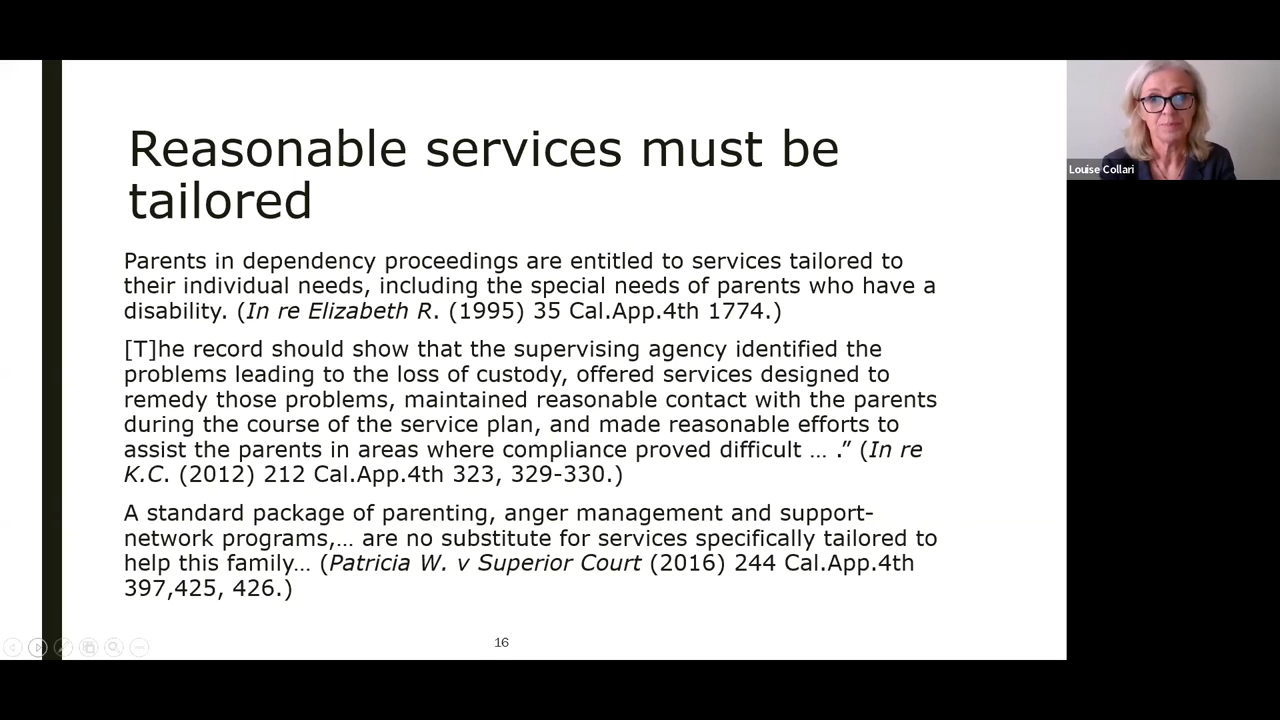 Reasonable services must be
tailored
Parents in dependency proceedings are entitled to services tailored to
their individual needs, including the special needs of parents who have a
disability. (In re Elizabeth R. (1995) 35 Cal.App.4th 1774.)
[T]he record should show that the supervising agency identified the
problems leading to the loss of custody, offered services designed to
remedy those problems, maintained reasonable contact with the parents
during the course of the service plan, and made reasonable efforts to
assist the parents in areas where compliance proved difficult … .” (In re
K.C. (2012) 212 Cal.App.4th 323, 329-330.)
A standard package of parenting, anger management and support-
network programs,… are no substitute for services specifically tailored to
help this family… (Patricia W. v Superior Court (2016) 244 Cal.App.4th
397,425, 426.)
16
Louise Collari